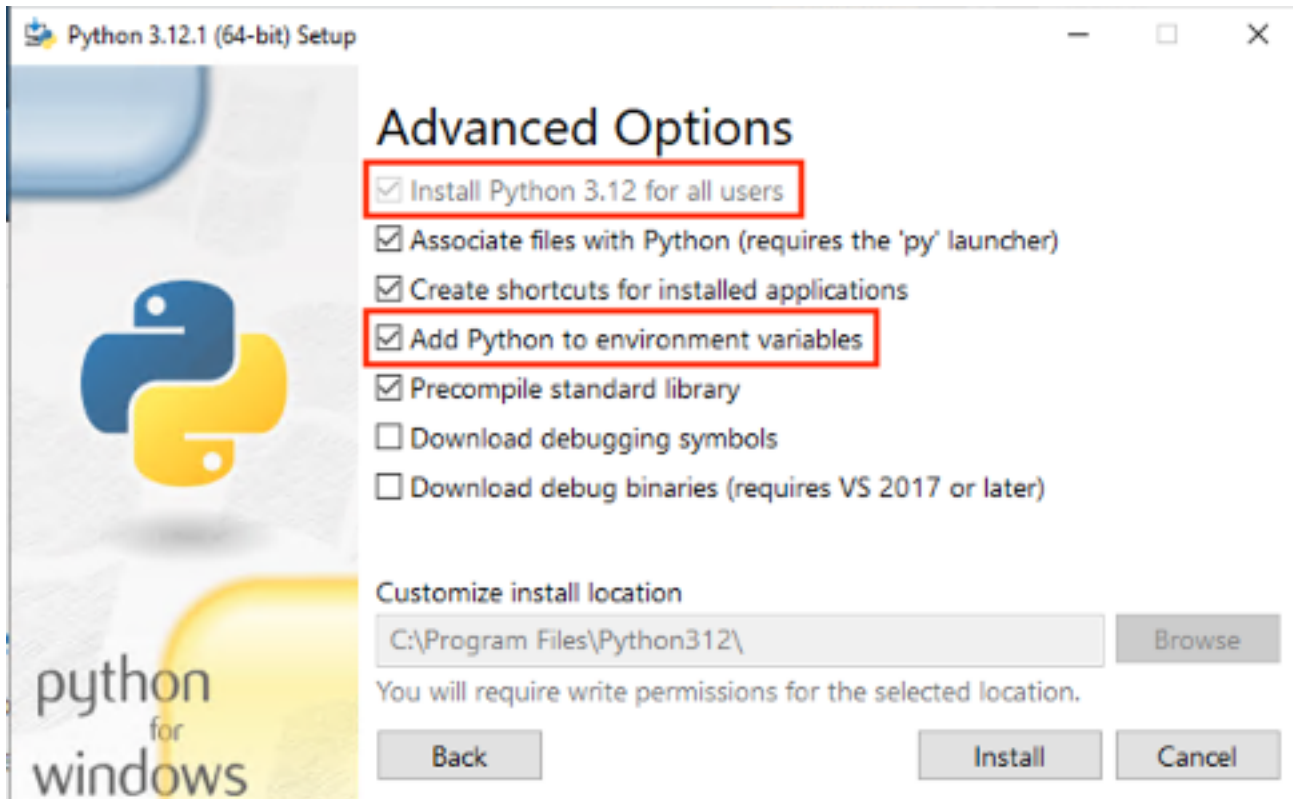 Python 3.12.1 (64-bit) Setup
Advanced Options
Install Python 3.12 for all users
Associate files with Python (requires the 'py' launcher)
Create shortcuts for installed applications
Add Python to environment variables
Precompile standard library
Download debugging symbols
Download debug binaries (requires VS 2017 or later)
Customize install location
C:\Program Files\Python312\
Browse
You will require write permissions for the selected location.
python
for
windows
Back
Install
Cancel